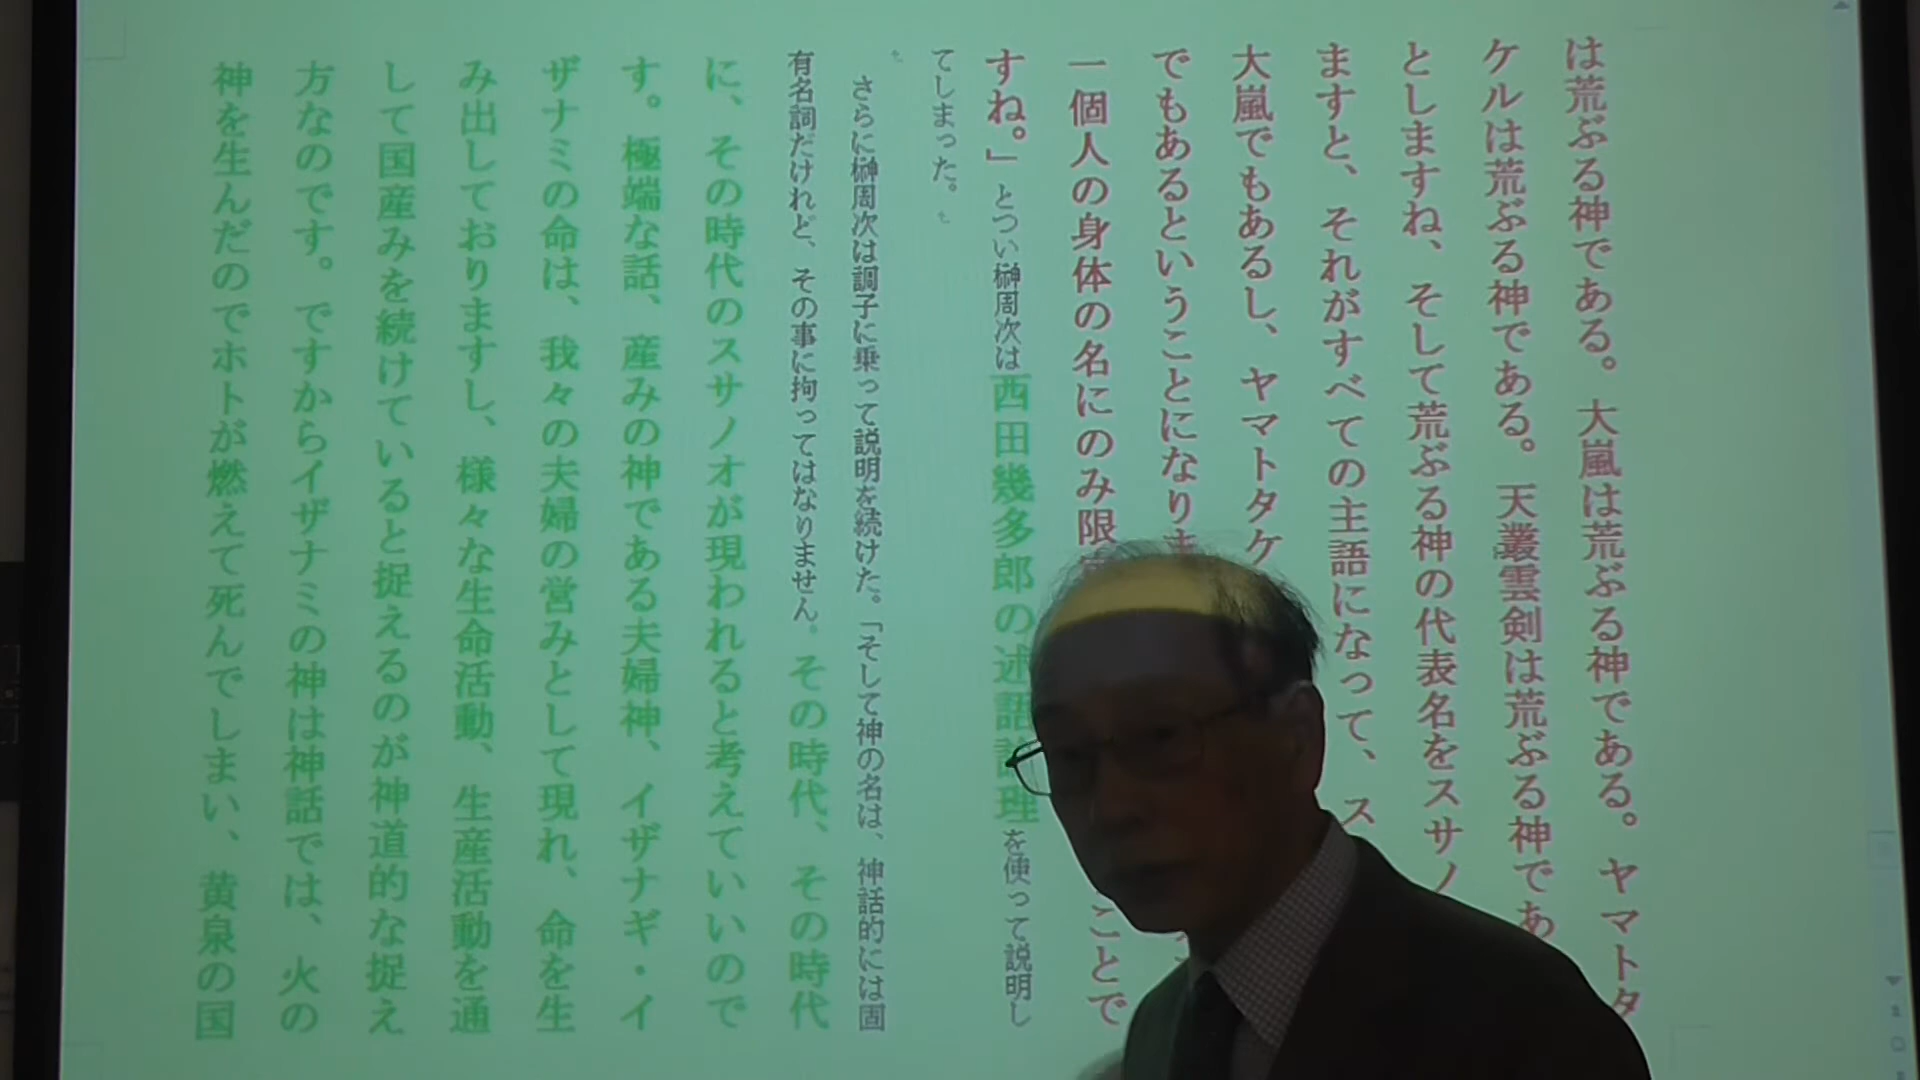 は荒ぶる神である。大嵐は荒ぶる神である。ヤマトタ
ケルは荒ぶる神である。天叢雲剣は荒ぶる神であ
としますね、そして荒ぶる神の代表名をスサノ
ますと、それがすべての主語になって、ス
大嵐でもあるし、ヤマトタケ
でもあるということになりま
一個人の身体の名にのみ限 ことで
すね。」とつい榊周次は西田幾多郎の述語論理を使って説明し
てしまった。
さらに榊周次は調子に乗って説明を続けた。「そして神の名は、神話的には固
有名詞だけれど、その事に拘ってはなりません。その時代、その時代
に、その時代のスサノオが現われると考えていいので
す。極端な話、産みの神である夫婦神、イザナギ・イ
ザナミの命は、我々の夫婦の営みとして現れ、命を生
み出しておりますし、様々な生命活動、生産活動を通
して国産みを続けていると捉えるのが神道的な捉え
方なのです。ですからイザナミの神は神話では、火の
神を生んだのでホトが燃えて死んでしまい、黄泉の国